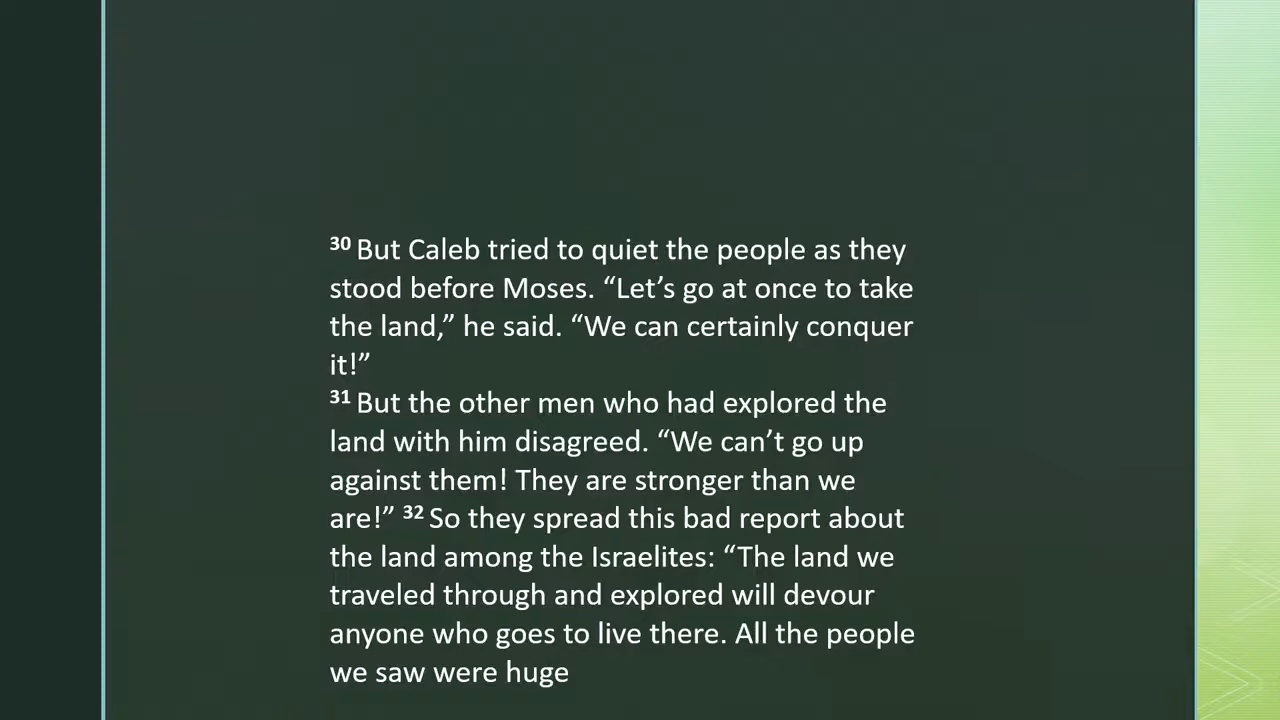 30 But Caleb tried to quiet the people as they
stood before Moses. “Let’s go at once to take
the land,” he said. “We can certainly conquer
it!”
31 But the other men who had explored the
land with him disagreed. “We can’t go up
against them! They are stronger than we
are!” 32 So they spread this bad report about
the land among the Israelites: “The land we
traveled through and explored will devour
anyone who goes to live there. All the people
we saw were huge